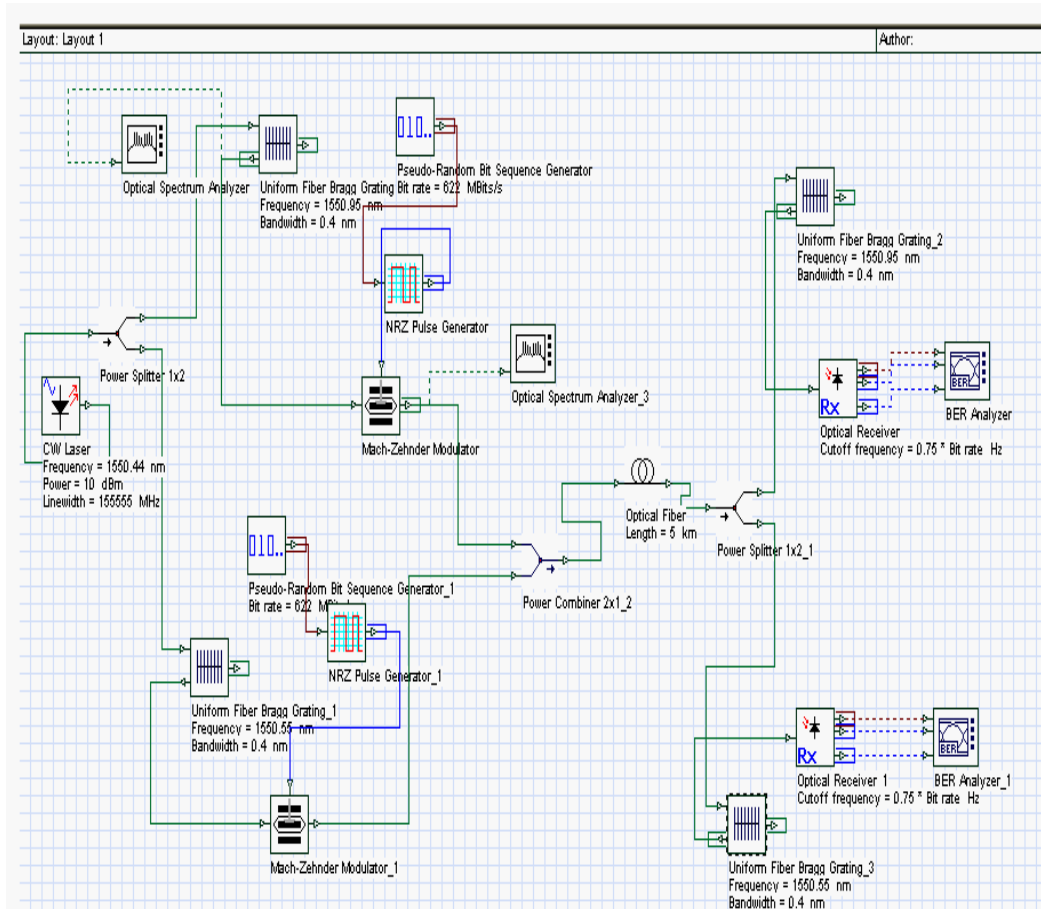 Layout: Layout 1
Author:
Optical Spectrum Analyzer
Uniform Fiber Bragg Grating
Frequency = 1550.95 nm
Bandwidth = 0.4 nm
010..
Pseudo-Random Bit Sequence Generator
Bit rate = 622 MBits/s
NRZ Pulse Generator
Uniform Fiber Bragg Grating_2
Frequency = 1550.95 nm
Bandwidth = 0.4 nm
Power Splitter 1x2
Optical Spectrum Analyzer_3
Mach-Zehnder Modulator
Rx
BER
BER Analyzer
Optical Receiver
Cutoff frequency = 0.75 * Bit rate Hz
CW Laser
Frequency = 1550.44 nm
Power = 10 dBm
Linewidth = 155555 MHz
Optical Fiber
Length = 5 km
Power Splitter 1x2_1
010..
Pseudo-Random Bit Sequence Generator_1
Bit rate = 622
Power Combiner 2x1_2
NRZ Pulse Generator_1
Uniform Fiber Bragg Grating_1
Frequency = 1550.55 nm
Bandwidth = 0.4 nm
Rx
BER
Optical Receiver 1
BER Analyzer_1
Cutoff frequency = 0.75 * Bit rate Hz
Mach-Zehnder Modulator_1
Uniform Fiber Bragg Grating_3
Frequency = 1550.55 nm
Bandwidth = 0.4 nm